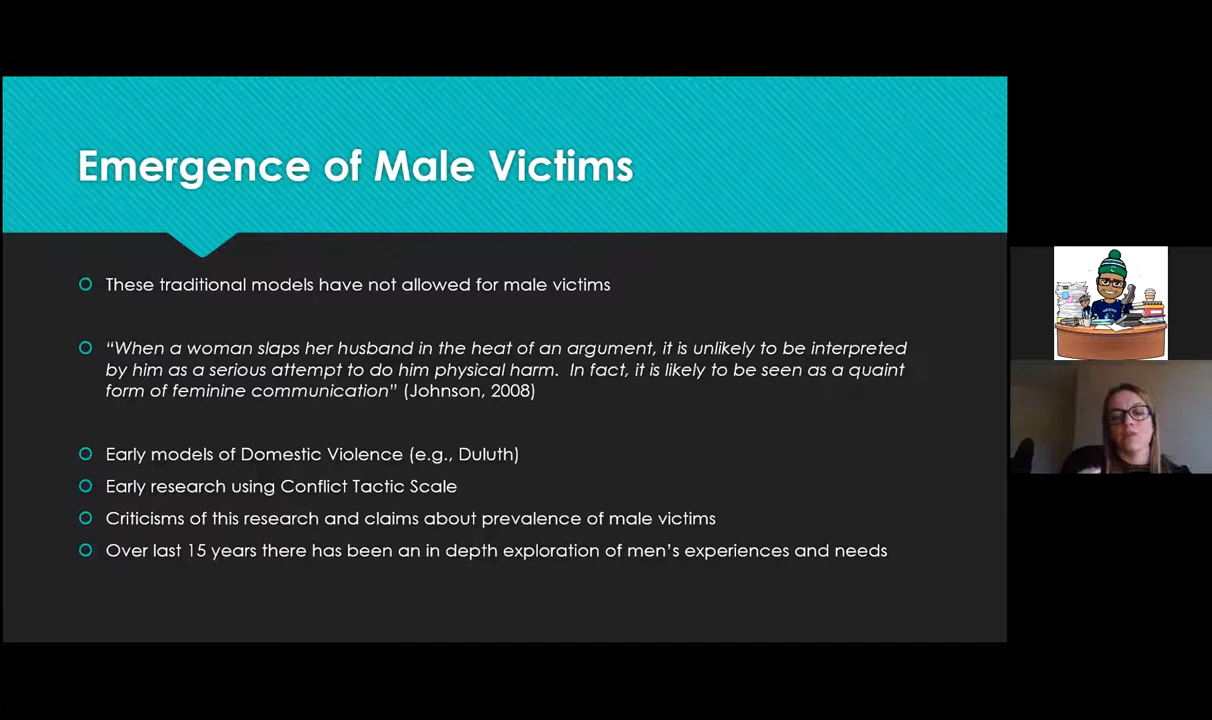 Emergence of Male Victims
These traditional models have not allowed for male victims
“When a woman slaps her husband in the heat of an argument, it is unlikely to be interpreted
by him as a serious attempt to do him physical harm.  In fact, it is likely to be seen as a quaint
form of feminine communication” (Johnson, 2008)
Early models of Domestic Violence (e.g., Duluth)
Early research using Conflict Tactic Scale
Criticisms of this research and claims about prevalence of male victims
Over last 15 years there has been an in depth exploration of men’s experiences and needs